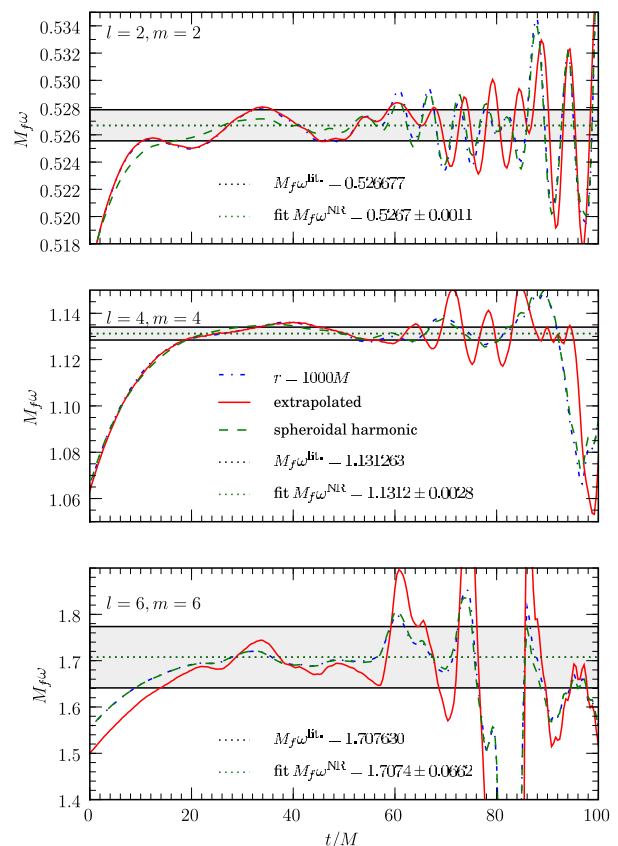 0.534
l = 2, m = 2
0.532
0.530
0.528
M_fω
0.526
0.524
0.522
M_fω^lit. − 0.526677
0.520
fit M_fω^NR − 0.5267 ± 0.0011
0.518
1.14
l = 4, m = 4
1.12
r − 1000M
M_fω
1.10
extrapolated
spheroidal harmonic
1.08
M_fω^lit. − 1.131263
1.06
fit M_fω^NR − 1.1312 ± 0.0028
1.8
l = 6, m = 6
1.7
M_fω
1.6
1.5
M_fω^lit. − 1.707630
fit M_fω^NR − 1.7074 ± 0.0662
1.4
0 20 40 60 80 100
t/M